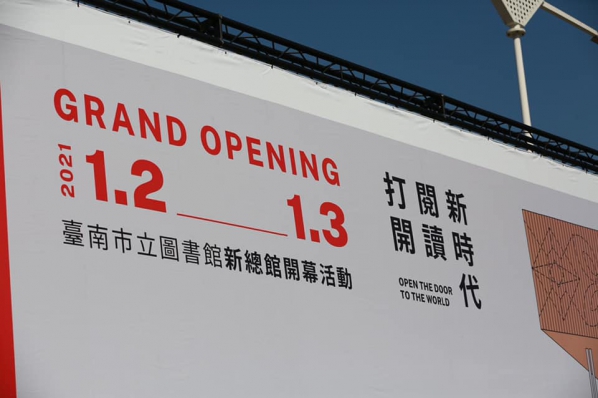 GRAND OPENING
2021
1.2 ____ 1.3
臺南市立圖書館新總館開幕活動
打開
閱讀
新時代
OPEN THE DOOR
TO THE WORLD